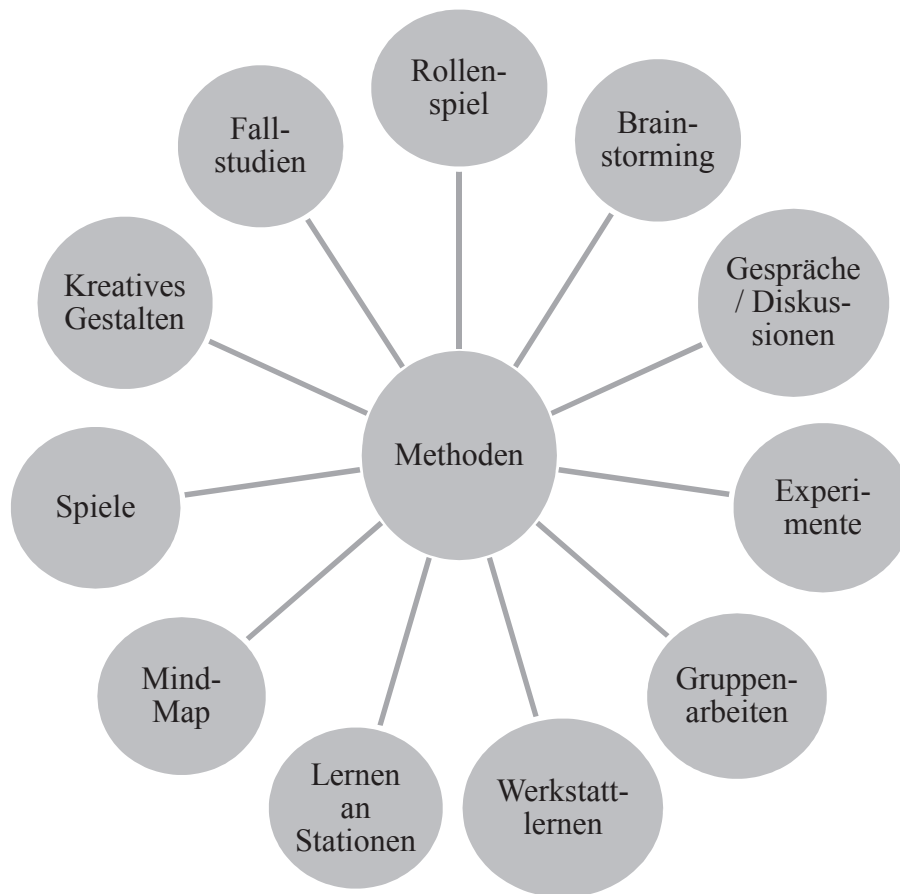 Rollen-
spiel
Brain-
storming
Gespräche
/ Diskus-
sionen
Experi-
mente
Gruppen-
arbeiten
Werkstatt-
lernen
Lernen
an
Stationen
Mind-
Map
Spiele
Kreatives
Gestalten
Fall-
studien
Methoden